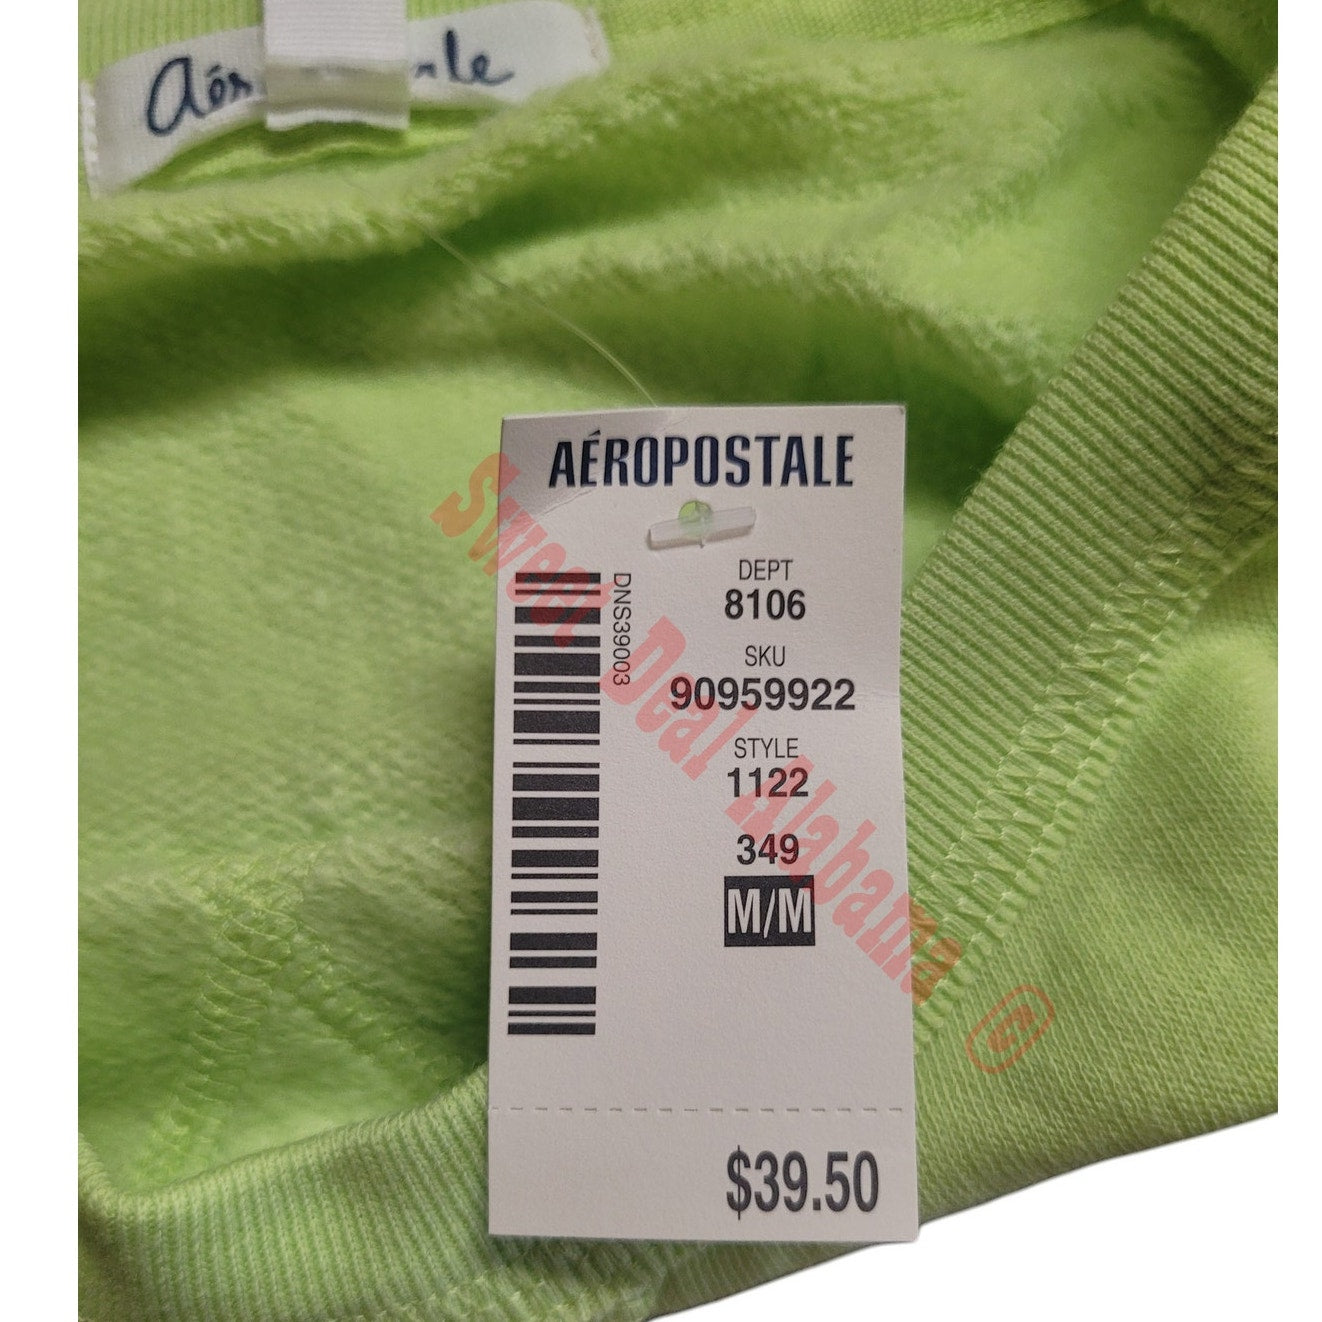 AÉROPOSTALE
DEPT
8106
SKU
90959922
STYLE
1122
349
M/M
DNS39003
$39.50
Sweet Deal Alabama ©